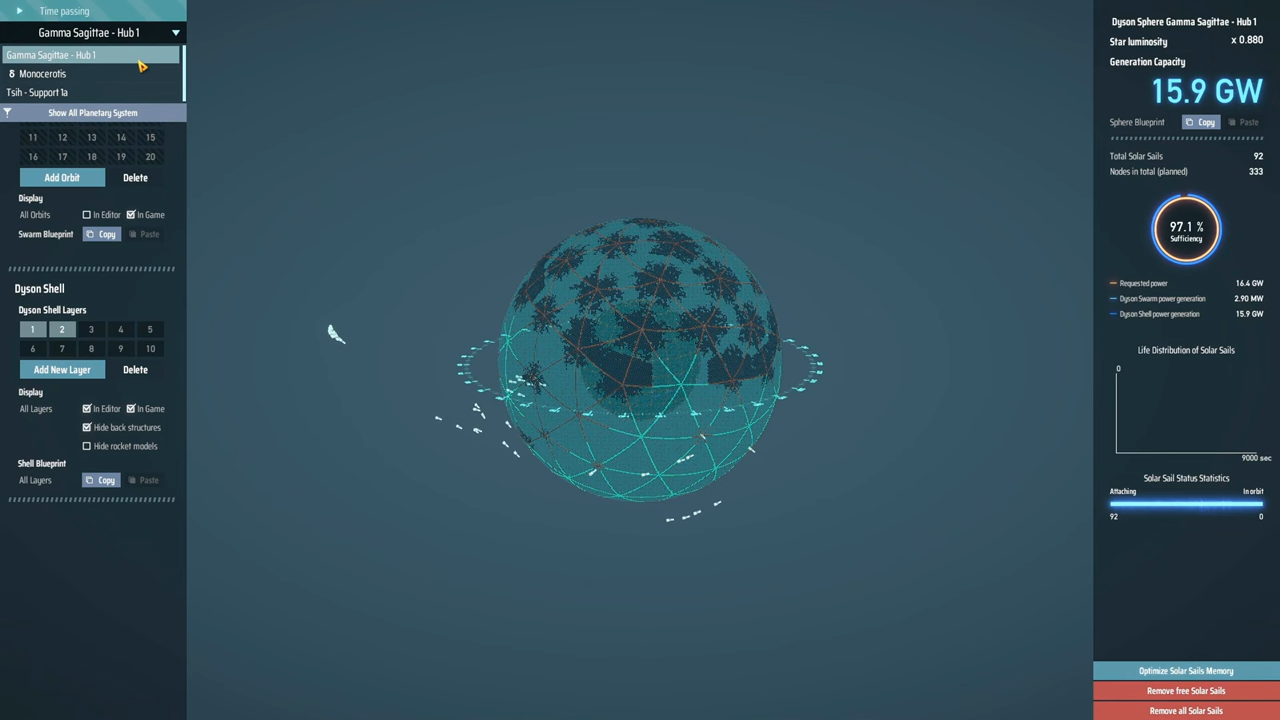 Time passing
Gamma Sagittae - Hub 1
Gamma Sagittae - Hub 1
δ Monocerotis
Tsih - Support 1a
Show All Planetary System
11 12 13 14 15
16 17 18 19 20
Add Orbit Delete
Display
All Orbits In Editor In Game
Swarm Blueprint Copy Paste
Dyson Shell
Dyson Shell Layers
1 2 3 4 5
6 7 8 9 10
Add New Layer Delete
Display
All Layers In Editor In Game
Hide back structures
Hide rocket models
Shell Blueprint
All Layers Copy Paste
Dyson Sphere Gamma Sagittae - Hub 1
Star luminosity x 0.880
Generation Capacity
15.9 GW
Sphere Blueprint Copy Paste
Total Solar Sails 92
Nodes in total (planned) 333
97.1 %
Sufficiency
Requested power 16.4 GW
Dyson Swarm power generation 2.90 MW
Dyson Shell power generation 15.9 GW
Life Distribution of Solar Sails
0
9000 sec
Solar Sail Status Statistics
Attaching In orbit
92 0
Optimize Solar Sails Memory
Remove free Solar Sails
Remove all Solar Sails